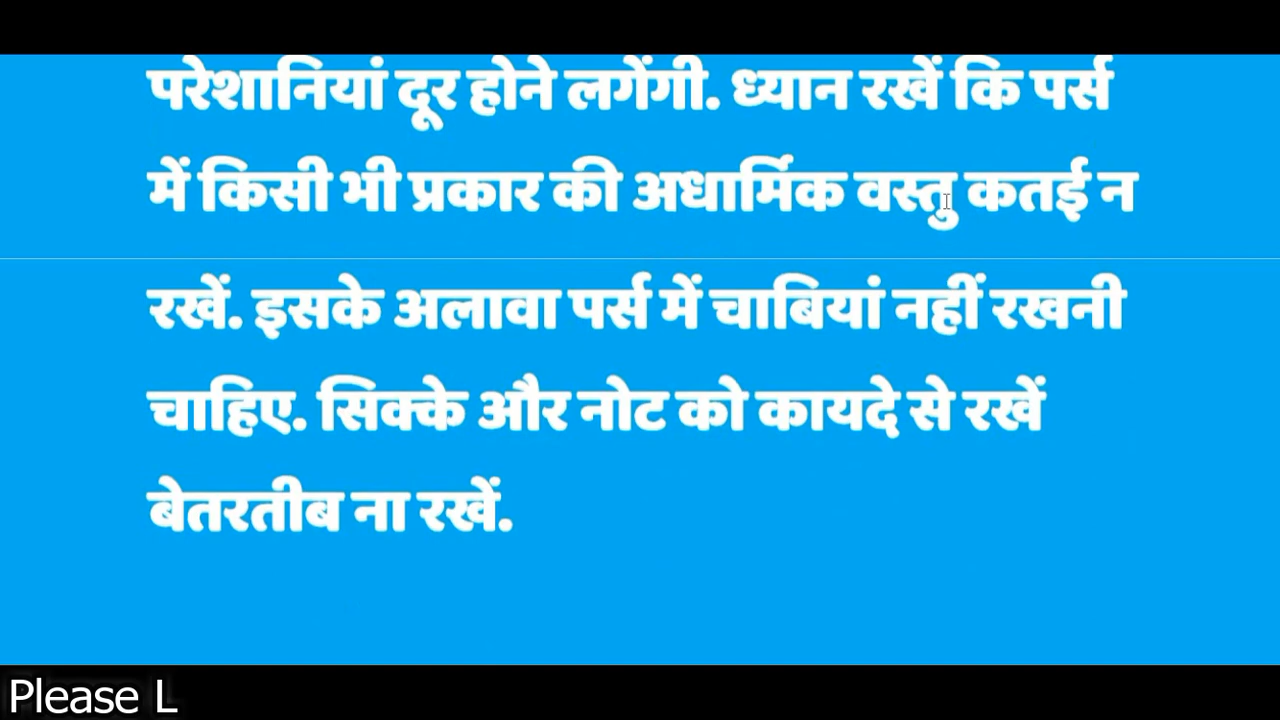 परेशानियां दूर होने लगेंगी. ध्यान रखें कि पर्स
में किसी भी प्रकार की अधार्मिक वस्तु कतई न
रखें. इसके अलावा पर्स में चाबियां नहीं रखनी
चाहिए. सिक्के और नोट को कायदे से रखें
बेतरतीब ना रखें.
Please L